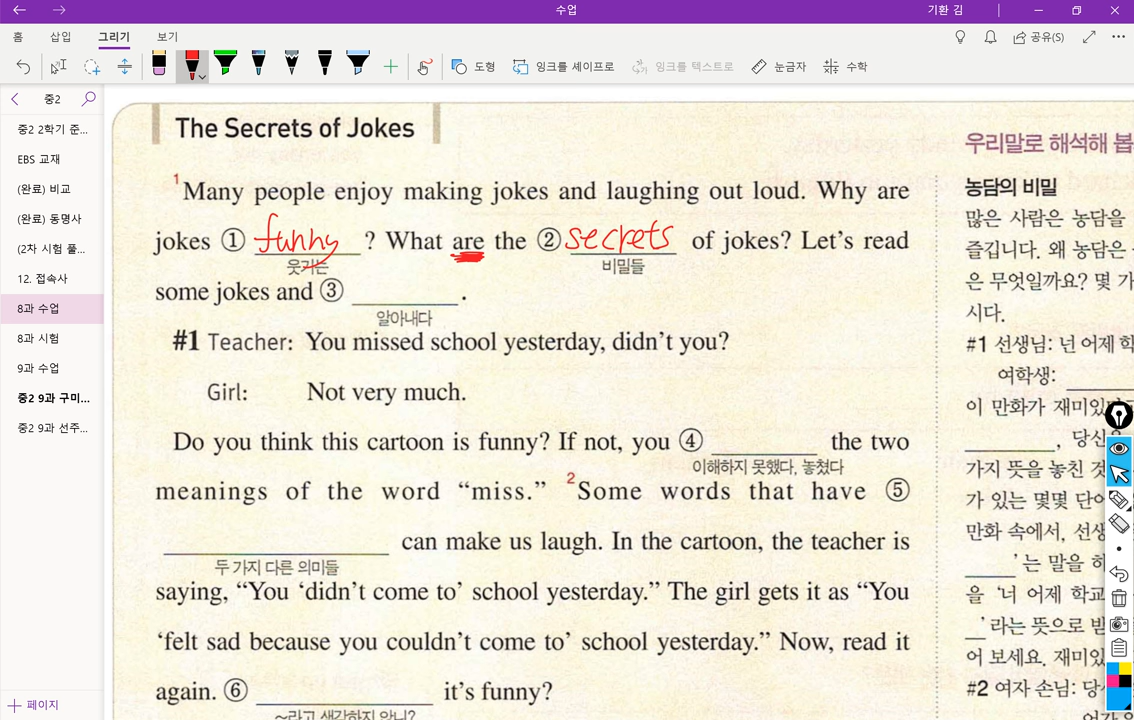 수업
기환 김
홈 삽입 그리기 보기
공유(S)
도형 잉크를 셰이프로 잉크를 텍스트로 눈금자 수학
중2
중2 2학기 준...
EBS 교재
(완료) 비교
(완료) 동명사
(2차 시험 풀...
12. 접속사
8과 수업
8과 시험
9과 수업
중2 9과 구미...
중2 9과 선주...
페이지
The Secrets of Jokes
1 Many people enjoy making jokes and laughing out loud. Why are
jokes ① funny ? What are the ② secrets of jokes? Let's read
웃기는 비밀들
some jokes and ③ .
알아내다
#1 Teacher: You missed school yesterday, didn't you?
Girl: Not very much.
Do you think this cartoon is funny? If not, you ④ the two
이해하지 못했다, 놓쳤다
meanings of the word “miss.” 2 Some words that have ⑤
can make us laugh. In the cartoon, the teacher is
두 가지 다른 의미들
saying, “You ‘didn't come to’ school yesterday.” The girl gets it as “You
‘felt sad because you couldn't come to’ school yesterday.” Now, read it
again. ⑥ it's funny?
~라고 생각하지 않니?
우리말로 해석해 봅
농담의 비밀
많은 사람은 농담을
즐깁니다. 왜 농담은
은 무엇일까요? 몇 가
시다.
#1 선생님: 넌 어제 학
여학생:
이 만화가 재미있
, 당신
가지 뜻을 놓친 것
가 있는 몇몇 단어
만화 속에서, 선생
’는 말을 하
을 ‘너 어제 학교
’라는 뜻으로 받
어 보세요. 재미있
#2 여자 손님: 당